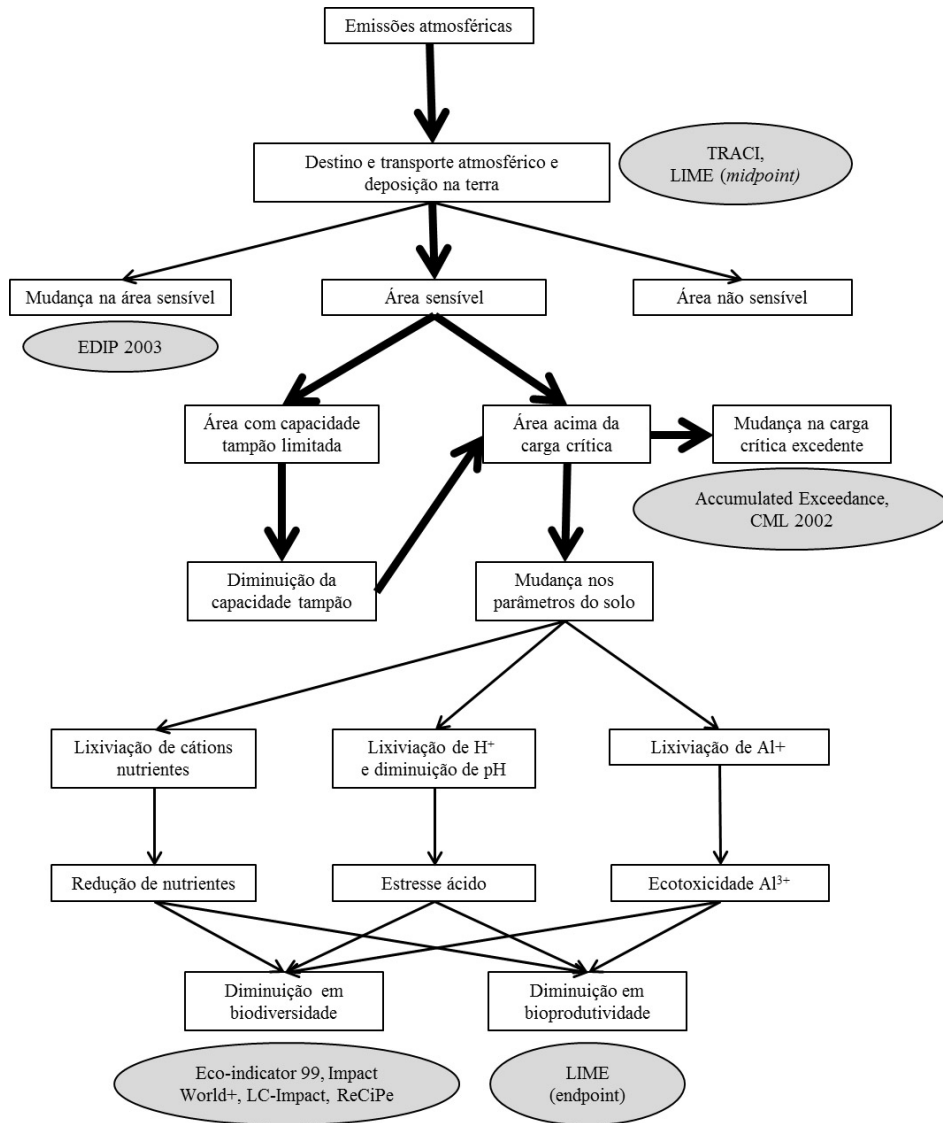 Emissões atmosféricas
Destino e transporte atmosférico e
deposição na terra
TRACI,
LIME (midpoint)
Mudança na área sensível
Área sensível
Área não sensível
EDIP 2003
Área com capacidade
tampão limitada
Área acima da
carga crítica
Mudança na carga
crítica excedente
Accumulated Exceedance,
CML 2002
Diminuição da
capacidade tampão
Mudança nos
parâmetros do solo
Lixiviação de cátions
nutrientes
Lixiviação de H⁺
e diminuição de pH
Lixiviação de Al+
Redução de nutrientes
Estresse ácido
Ecotoxicidade Al³⁺
Diminuição em
biodiversidade
Diminuição em
bioprodutividade
Eco-indicator 99, Impact
World+, LC-Impact, ReCiPe
LIME
(endpoint)